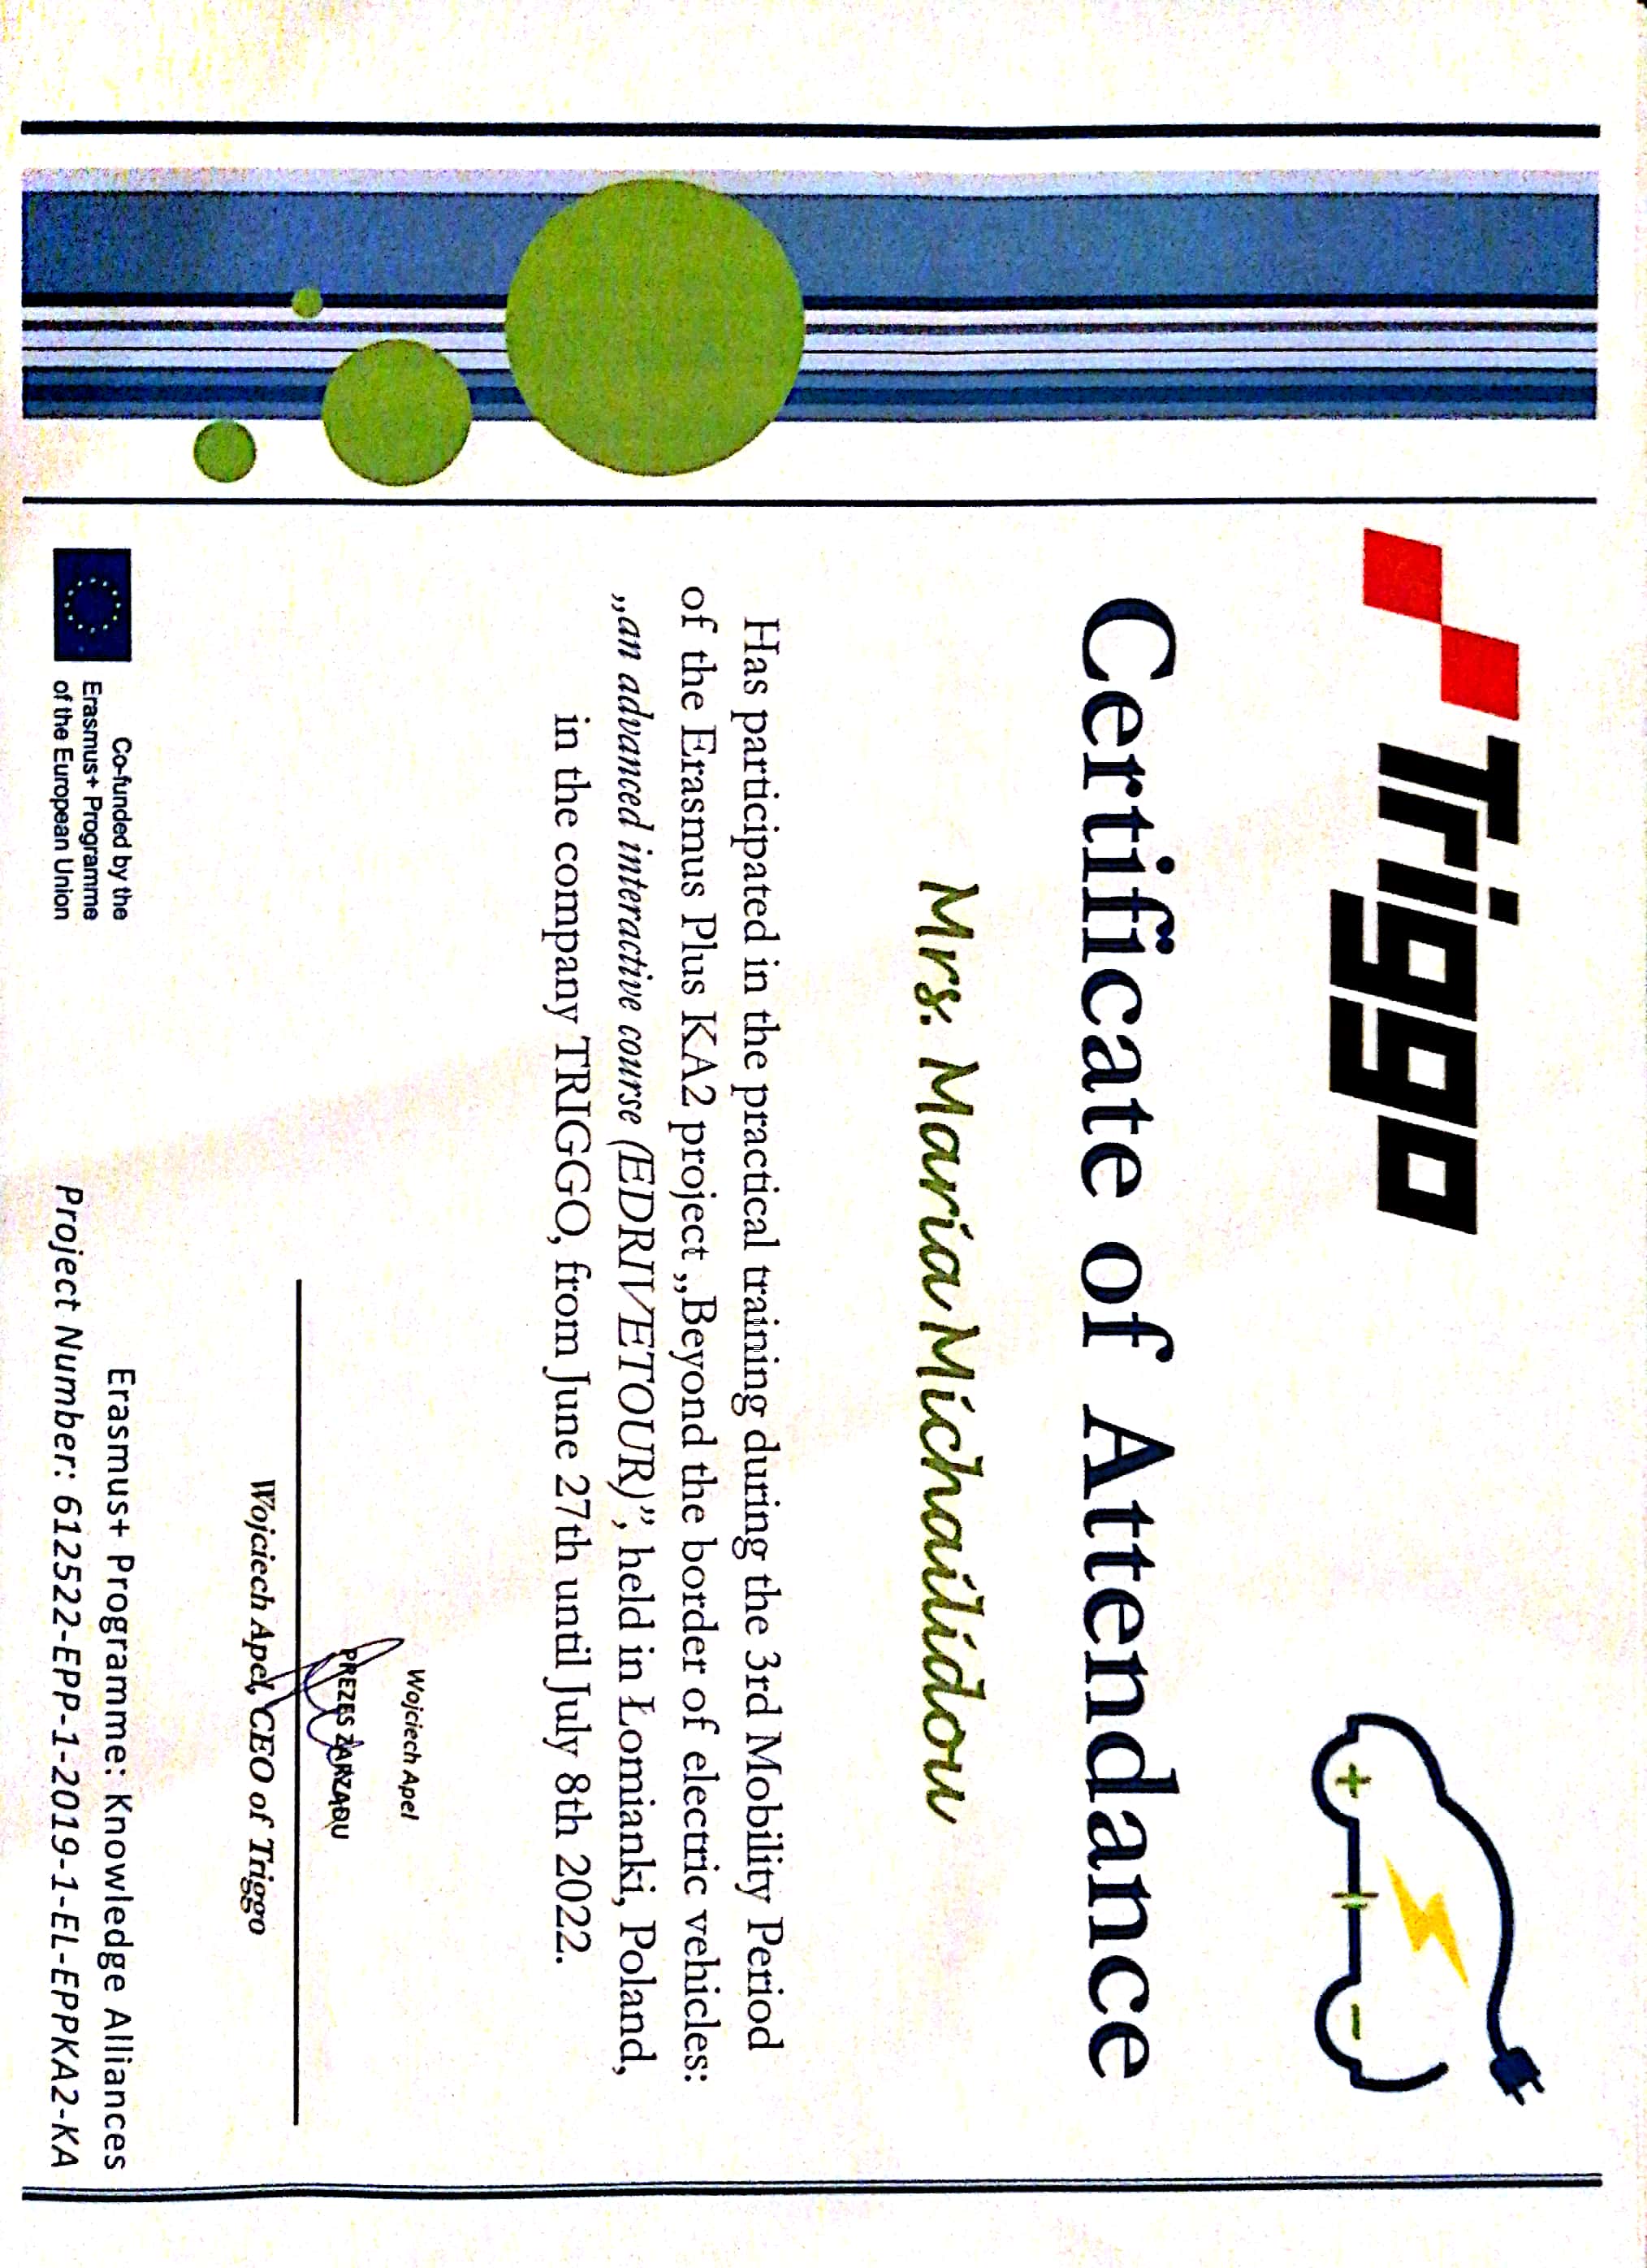 Triggo
Certificate of Attendance
Mrs. Maria Michailidou
Has participated in the practical training during the 3rd Mobility Period
of the Erasmus Plus KA2 project „Beyond the border of electric vehicles:
„an advanced interactive course (EDRIVETOUR)”, held in Łomianki, Poland,
in the company TRIGGO, from June 27th until July 8th 2022.
Wojciech Apel
PREZES ZARZĄDU
Wojciech Apel, CEO of Triggo
Co-funded by the
Erasmus+ Programme
of the European Union
Erasmus+ Programme: Knowledge Alliances
Project Number: 612522-EPP-1-2019-1-EL-EPPKA2-KA